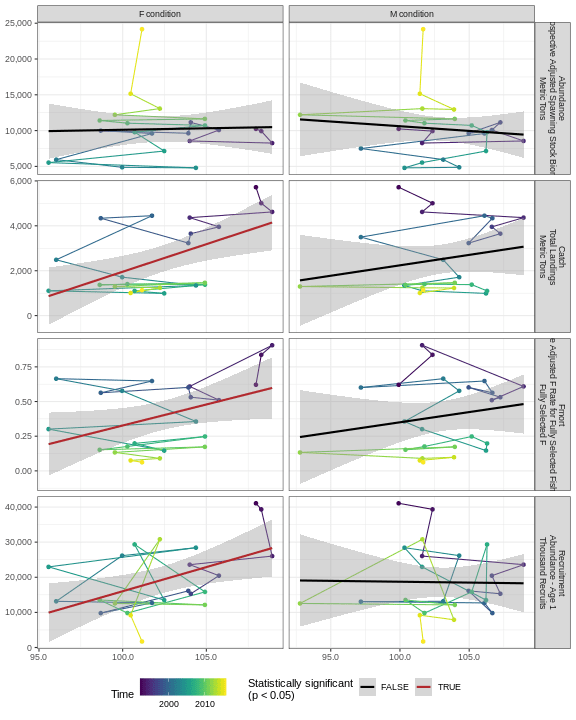 F condition
M condition
25,000
20,000
15,000
10,000
5,000
Abundance
Adjusted Spawning Stock
Metric Tons
6,000
4,000
2,000
0
Catch
Total Landings
Metric Tons
0.75
0.50
0.25
0.00
Fmort
Adjusted F Rate for Fully Selected
Fully Selected F
40,000
30,000
20,000
10,000
0
Recruitment
Abundance - Age 1
Thousand Recruits
95.0
100.0
105.0
95.0
100.0
105.0
Time
2000
2010
Statistically significant
(p < 0.05)
FALSE
TRUE